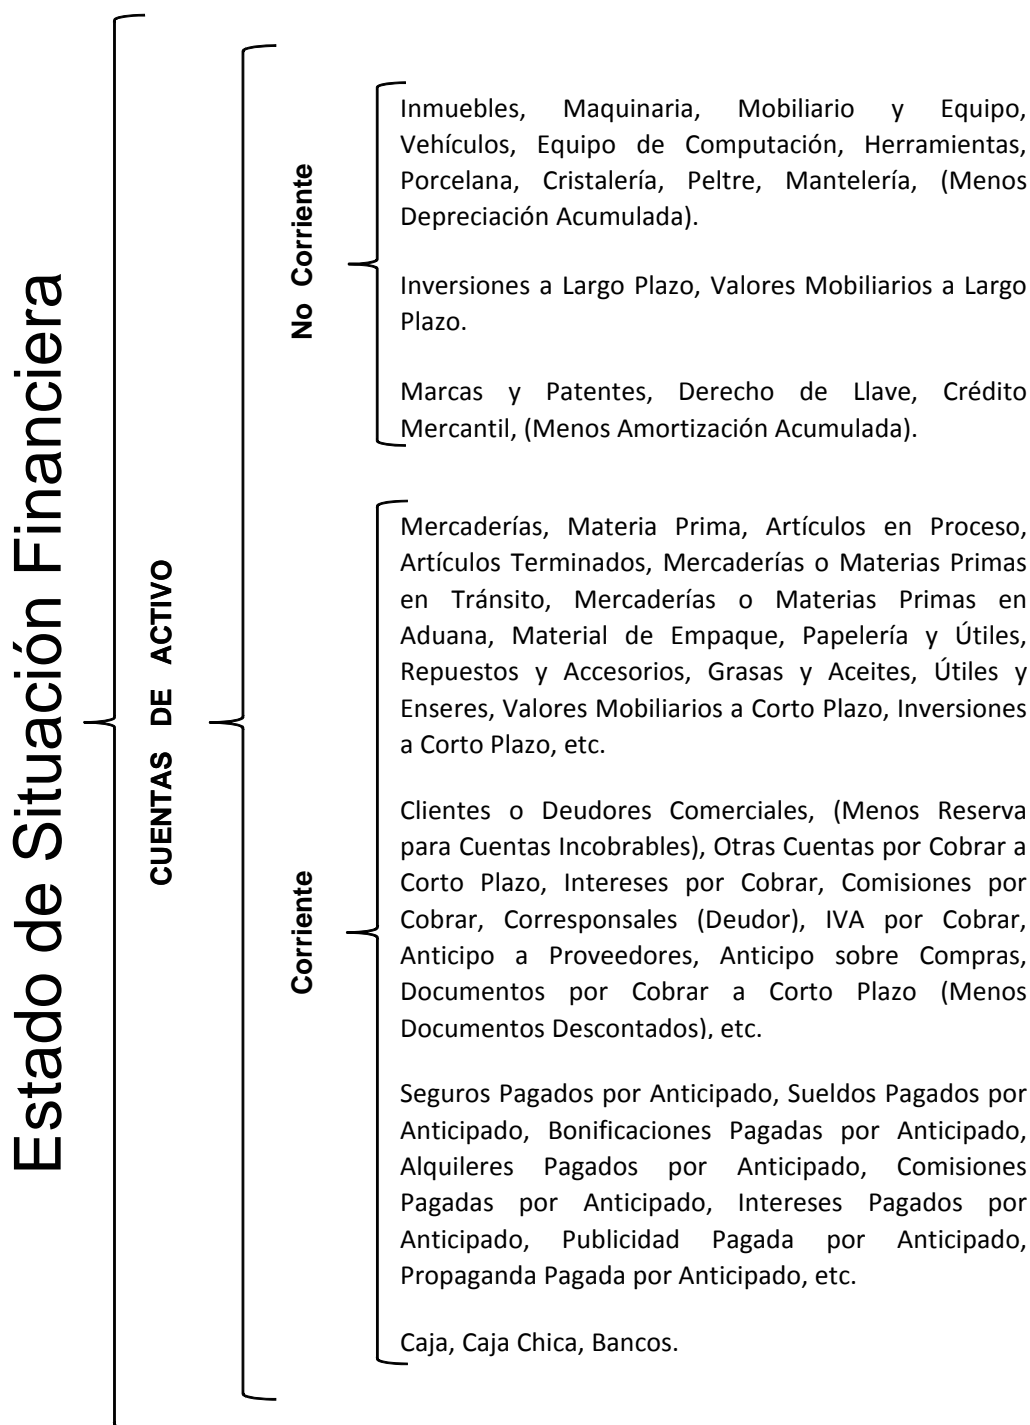 Estado de Situación Financiera
CUENTAS DE ACTIVO
No Corriente
Inmuebles, Maquinaria, Mobiliario y Equipo,
Vehículos, Equipo de Computación, Herramientas,
Porcelana, Cristalería, Peltre, Mantelería, (Menos
Depreciación Acumulada).
Inversiones a Largo Plazo, Valores Mobiliarios a Largo
Plazo.
Marcas y Patentes, Derecho de Llave, Crédito
Mercantil, (Menos Amortización Acumulada).
Corriente
Mercaderías, Materia Prima, Artículos en Proceso,
Artículos Terminados, Mercaderías o Materias Primas
en Tránsito, Mercaderías o Materias Primas en
Aduana, Material de Empaque, Papelería y Útiles,
Repuestos y Accesorios, Grasas y Aceites, Útiles y
Enseres, Valores Mobiliarios a Corto Plazo, Inversiones
a Corto Plazo, etc.
Clientes o Deudores Comerciales, (Menos Reserva
para Cuentas Incobrables), Otras Cuentas por Cobrar a
Corto Plazo, Intereses por Cobrar, Comisiones por
Cobrar, Corresponsales (Deudor), IVA por Cobrar,
Anticipo a Proveedores, Anticipo sobre Compras,
Documentos por Cobrar a Corto Plazo (Menos
Documentos Descontados), etc.
Seguros Pagados por Anticipado, Sueldos Pagados por
Anticipado, Bonificaciones Pagadas por Anticipado,
Alquileres Pagados por Anticipado, Comisiones
Pagadas por Anticipado, Intereses Pagados por
Anticipado, Publicidad Pagada por Anticipado,
Propaganda Pagada por Anticipado, etc.
Caja, Caja Chica, Bancos.